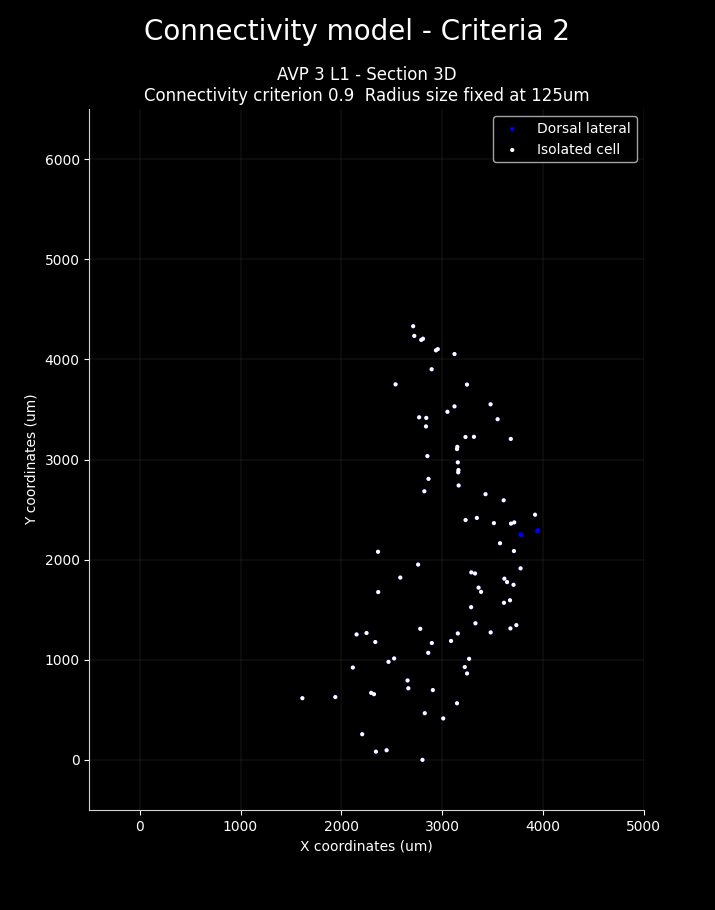 Connectivity model - Criteria 2
AVP 3 L1 - Section 3D
Connectivity criterion 0.9  Radius size fixed at 125um
Dorsal lateral
Isolated cell
6000
5000
4000
3000
2000
1000
0
Y coordinates (um)
0 1000 2000 3000 4000 5000
X coordinates (um)